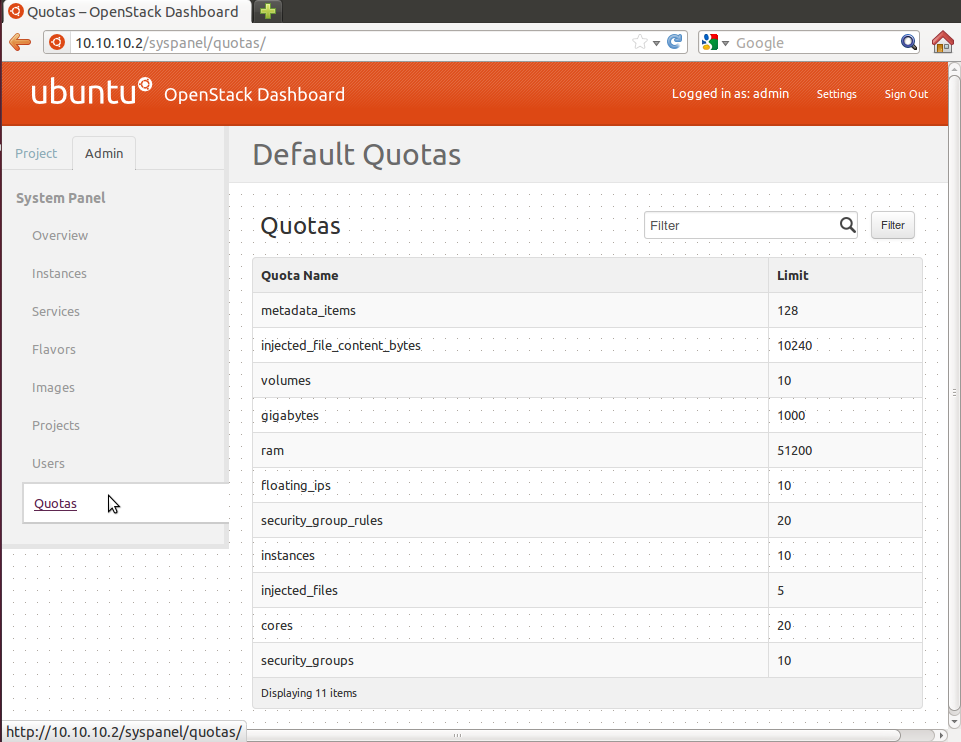 Quotas – OpenStack Dashboard
10.10.10.2/syspanel/quotas/
Google
ubuntu OpenStack Dashboard
Logged in as: admin Settings Sign Out
Project Admin
System Panel
Overview
Instances
Services
Flavors
Images
Projects
Users
Quotas
Default Quotas
Quotas
Filter Filter
Quota Name Limit
metadata_items 128
injected_file_content_bytes 10240
volumes 10
gigabytes 1000
ram 51200
floating_ips 10
security_group_rules 20
instances 10
injected_files 5
cores 20
security_groups 10
Displaying 11 items
http://10.10.10.2/syspanel/quotas/